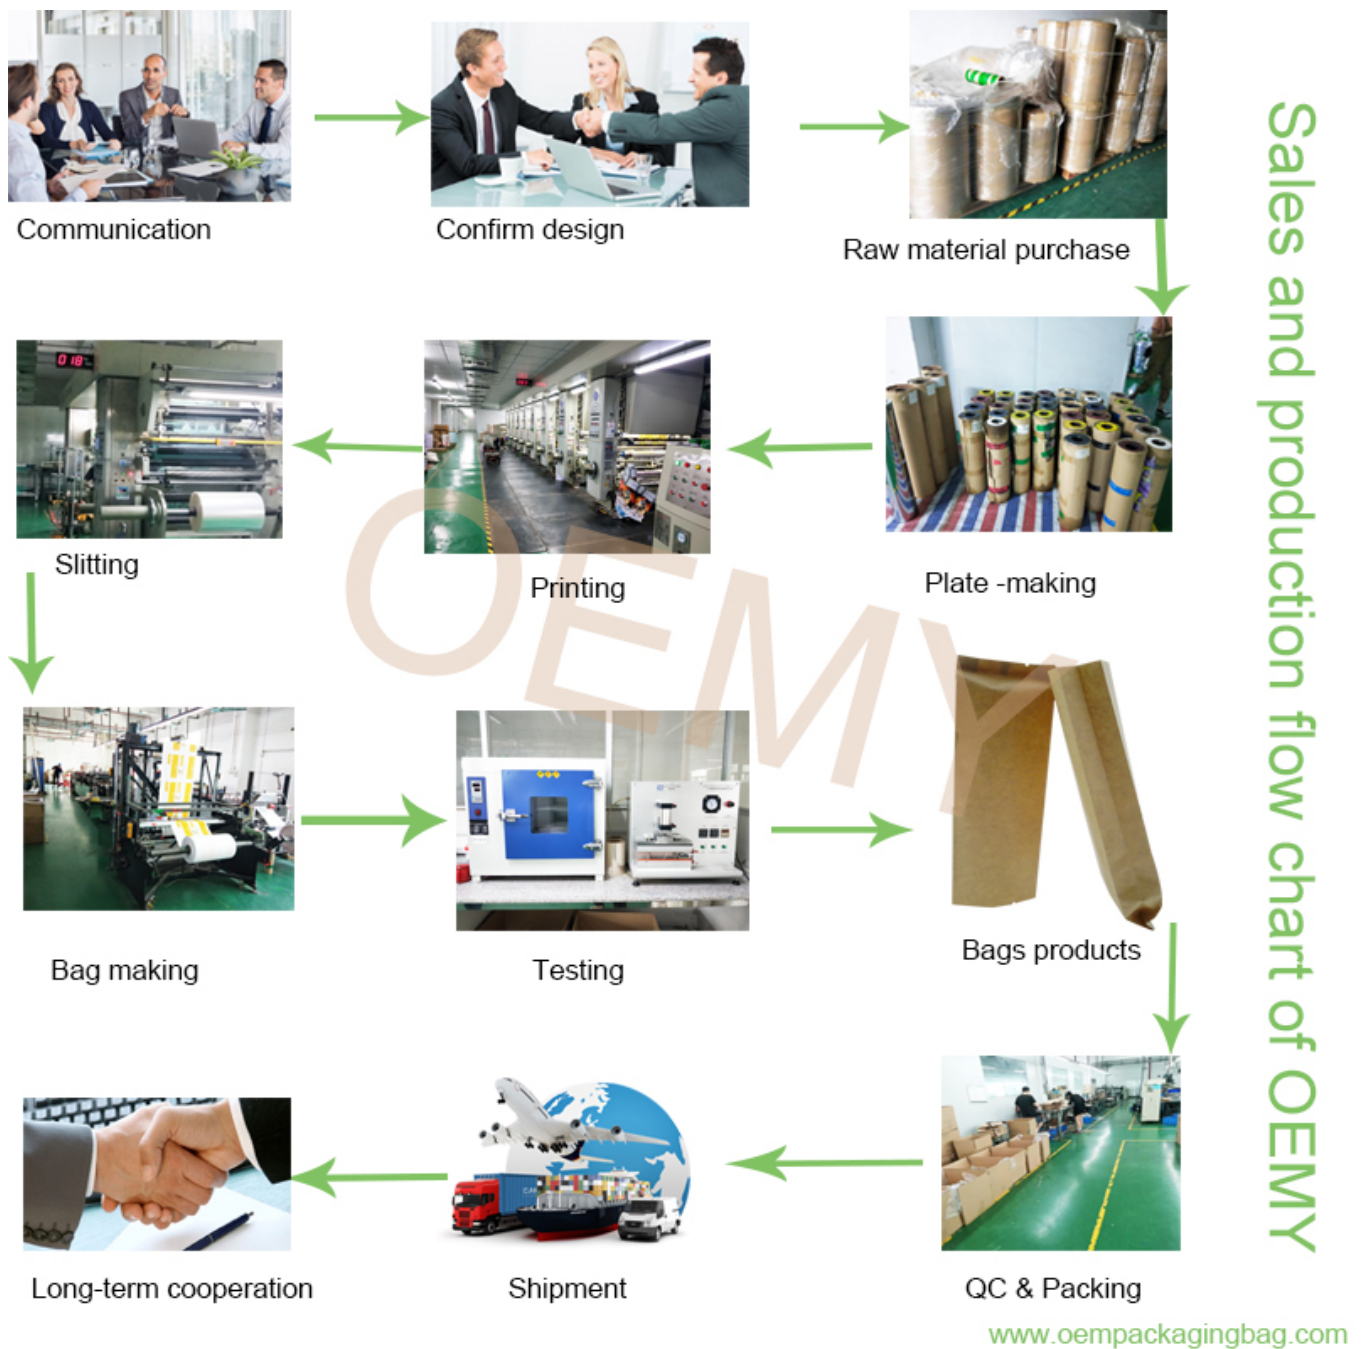 Communication
Confirm design
Raw material purchase
Plate -making
Printing
Slitting
018
Bag making
Testing
Bags products
QC & Packing
Shipment
Long-term cooperation
Sales and production flow chart of OEMY
OEMY
www.oempackagingbag.com